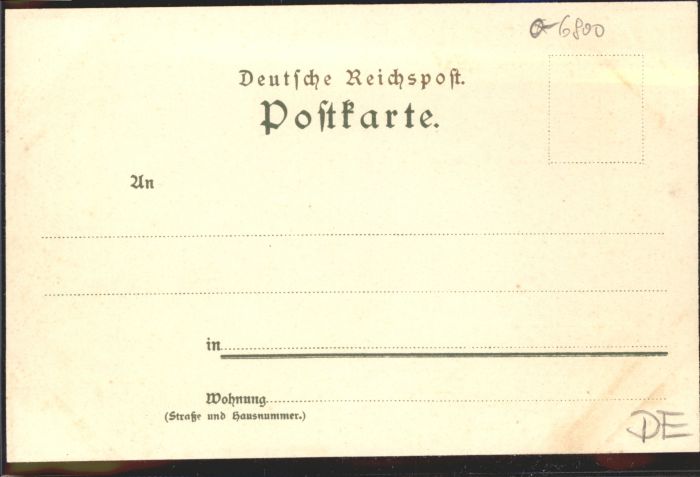 α-6800
Deutſche Reichspoſt.
Poſtkarte.
An
in
Wohnung
(Straße und Hausnummer.)
DE